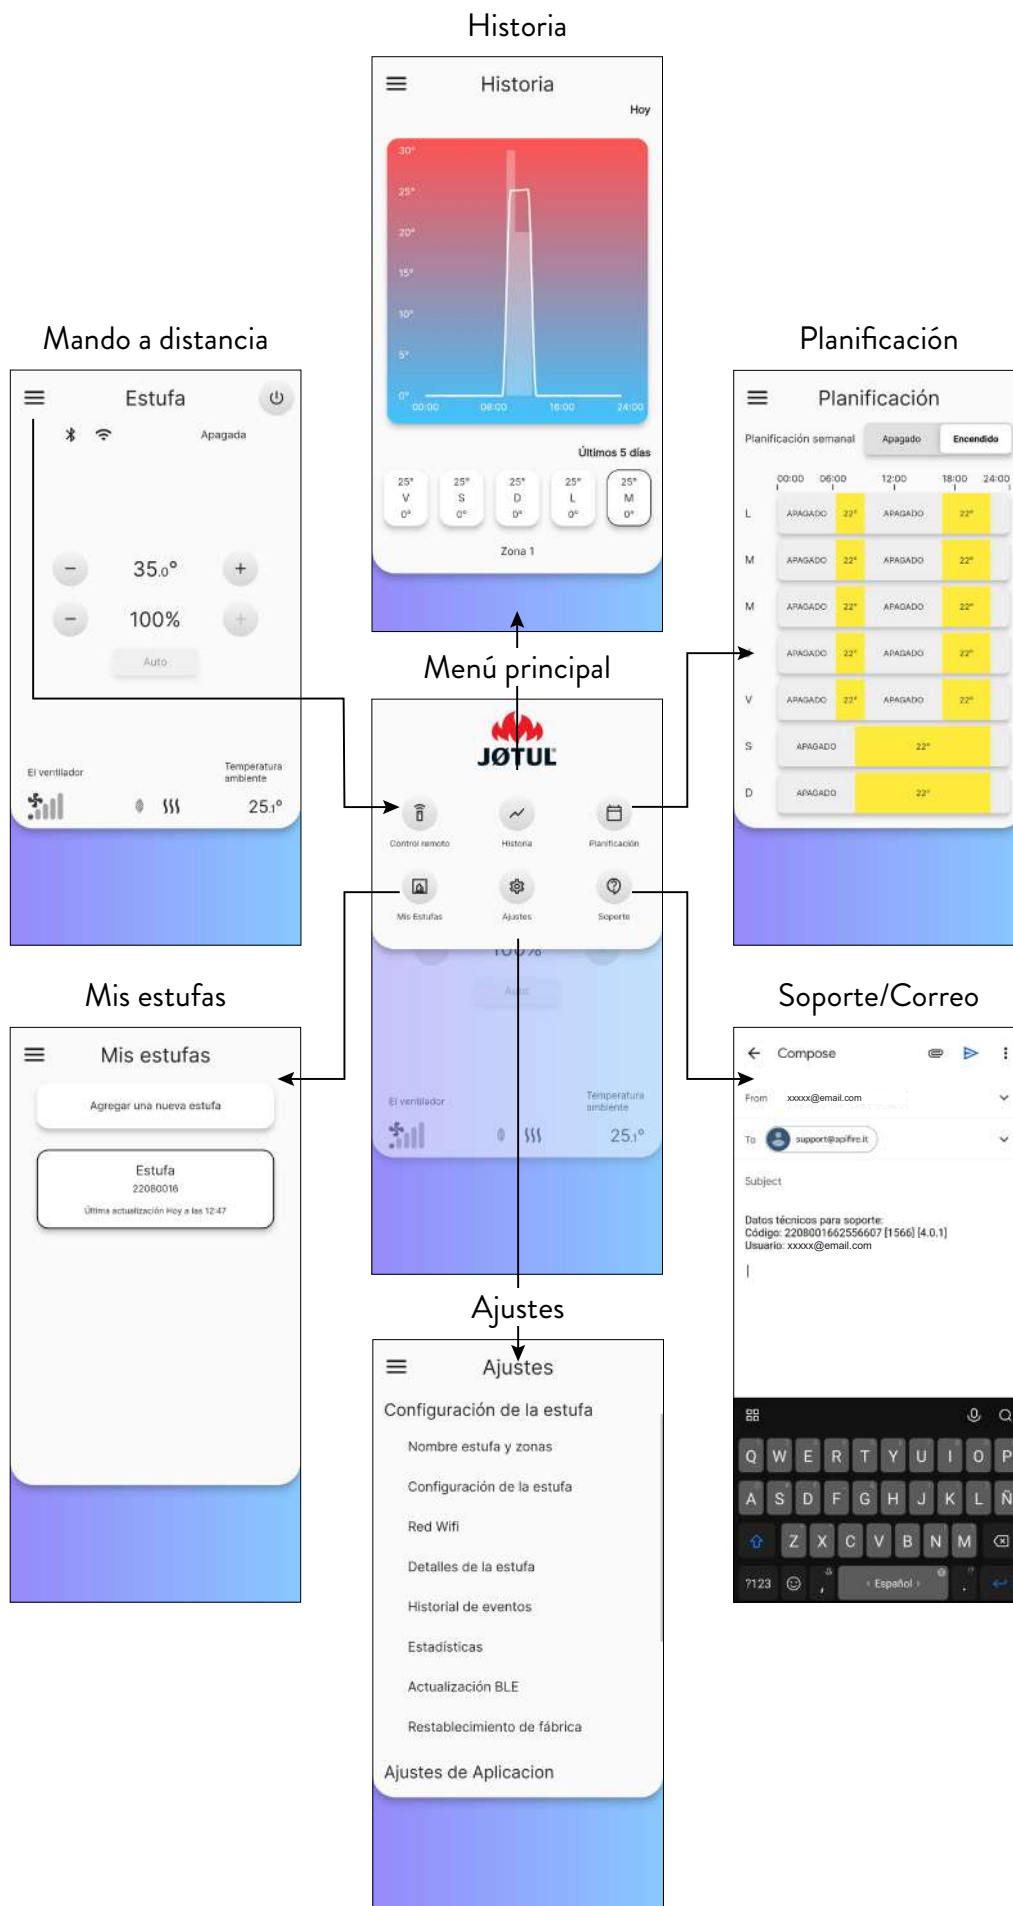 Historia
Historia
Hoy
30°
25°
20°
15°
10°
5°
0°
00:00 08:00 16:00 24:00
Últimos 5 días
25° 25° 25° 25° 25°
V S D L M
0° 0° 0° 0° 0°
Zona 1
Mando a distancia
Estufa
Apagada
35.0°
100%
Auto
El ventilador
Temperatura
ambiente
25.1°
Planificación
Planificación
Planificación semanal Apagado Encendido
00:00 06:00 12:00 18:00 24:00
L APAGADO 22° APAGADO 22°
M APAGADO 22° APAGADO 22°
M APAGADO 22° APAGADO 22°
APAGADO 22° APAGADO 22°
V APAGADO 22° APAGADO 22°
S APAGADO 22°
D APAGADO 22°
Menú principal
JØTUL
Control remoto Historia Planificación
Mis Estufas Ajustes Soporte
100%
Auto
El ventilador
Temperatura
ambiente
25.1°
Mis estufas
Mis estufas
Agregar una nueva estufa
Estufa
22080016
Última actualización Hoy a las 12:47
Soporte/Correo
Compose
From xxxxx@email.com
To support@apifire.it
Subject
Datos técnicos para soporte:
Código: 2208001662556607 [1566] [4.0.1]
Usuario: xxxxx@email.com
Q W E R T Y U I O P
A S D F G H J K L Ñ
Z X C V B N M
?123 , Español .
Ajustes
Ajustes
Configuración de la estufa
Nombre estufa y zonas
Configuración de la estufa
Red Wifi
Detalles de la estufa
Historial de eventos
Estadísticas
Actualización BLE
Restablecimiento de fábrica
Ajustes de Aplicacion